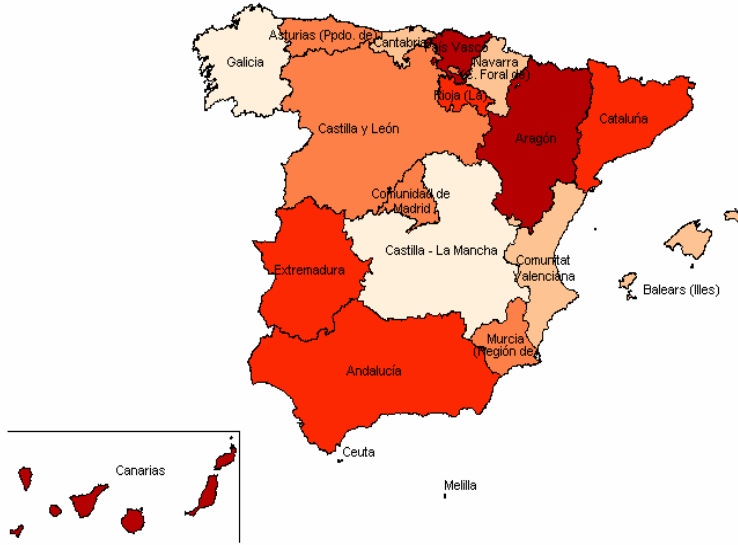 Asturias (Ppdo. de)
Cantabria
País Vasco
Galicia
Navarra
(C. Foral de)
Rioja (La)
Cataluña
Castilla y León
Aragón
Comunidad de
Madrid
Castilla - La Mancha
Comunitat
Valenciana
Extremadura
Balears (Illes)
Murcia
(Región de
Andalucía
Ceuta
Canarias
Melilla